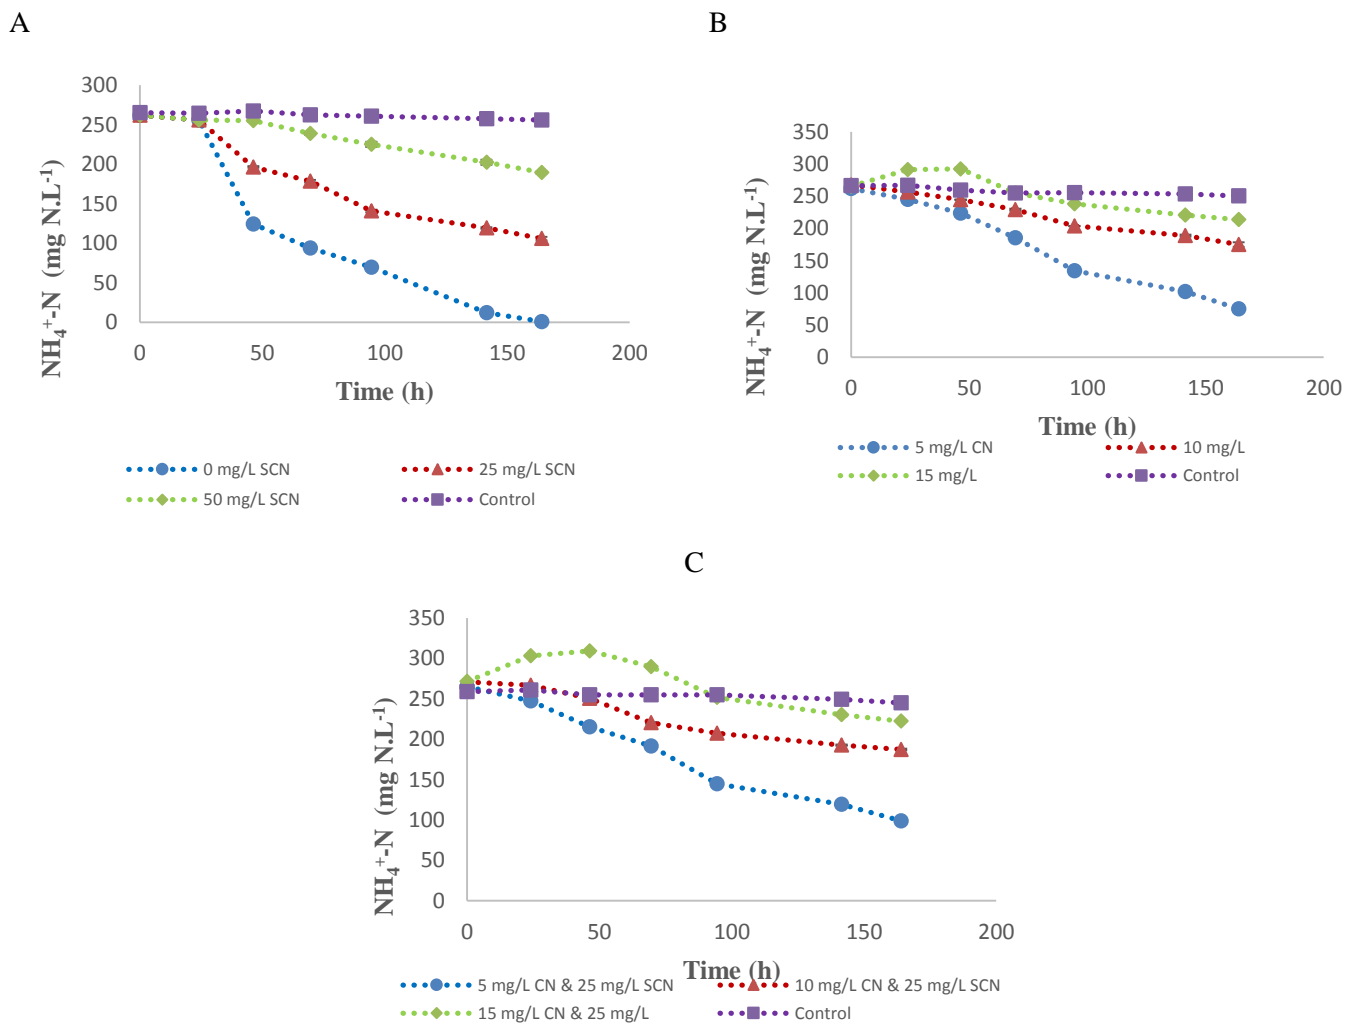 A
B
300
250
200
150
100
50
0
NH₄⁺-N (mg N.L⁻¹)
0 50 100 150 200
Time (h)
0 mg/L SCN 25 mg/L SCN
50 mg/L SCN Control
350
300
250
200
150
100
50
0
NH₄⁺-N (mg N.L⁻¹)
0 50 100 150 200
Time (h)
5 mg/L CN 10 mg/L
15 mg/L Control
C
350
300
250
200
150
100
50
0
NH₄⁺-N (mg N.L⁻¹)
0 50 100 150 200
Time (h)
5 mg/L CN & 25 mg/L SCN 10 mg/L CN & 25 mg/L SCN
15 mg/L CN & 25 mg/L Control